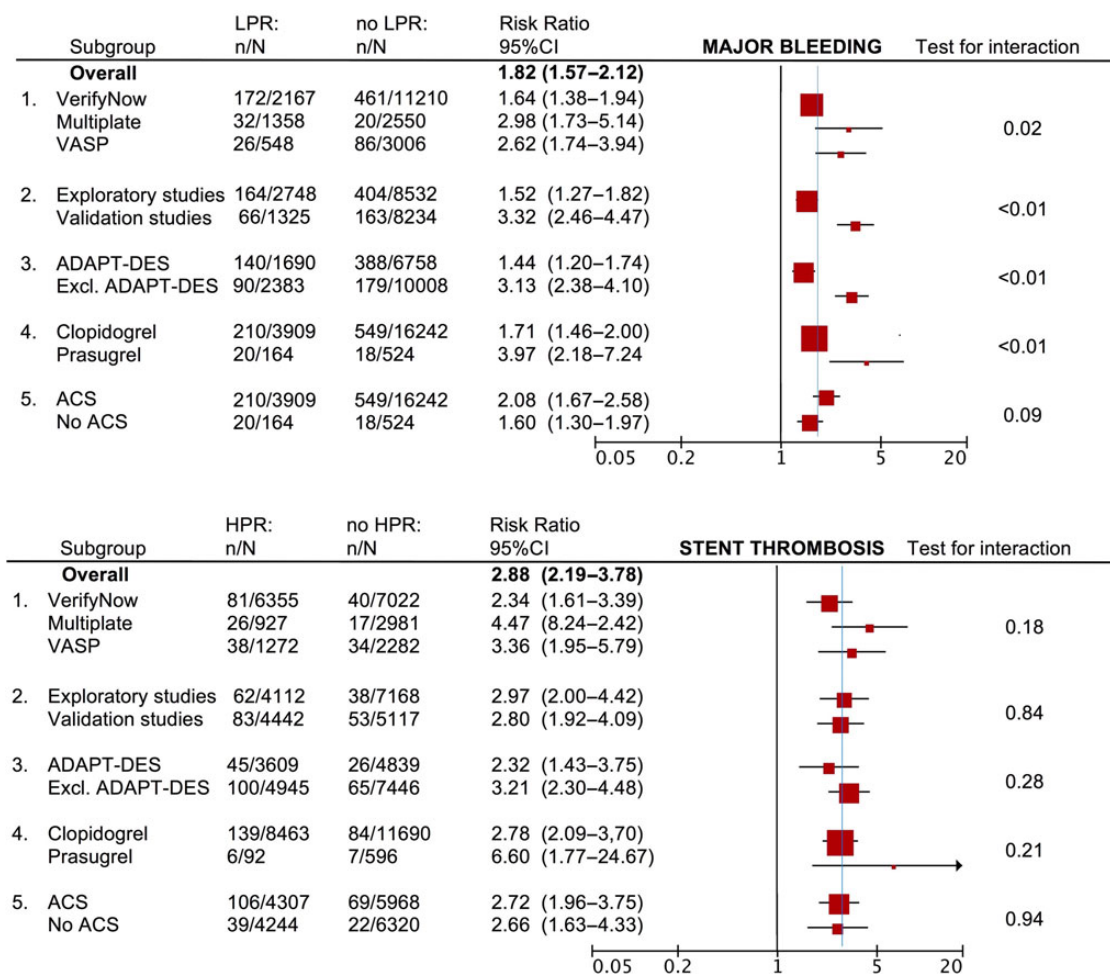 LPR: no LPR: Risk Ratio
Subgroup n/N n/N 95%CI MAJOR BLEEDING Test for interaction
Overall 1.82 (1.57–2.12)
1. VerifyNow 172/2167 461/11210 1.64 (1.38–1.94)
Multiplate 32/1358 20/2550 2.98 (1.73–5.14) 0.02
VASP 26/548 86/3006 2.62 (1.74–3.94)
2. Exploratory studies 164/2748 404/8532 1.52 (1.27–1.82) <0.01
Validation studies 66/1325 163/8234 3.32 (2.46–4.47)
3. ADAPT-DES 140/1690 388/6758 1.44 (1.20–1.74) <0.01
Excl. ADAPT-DES 90/2383 179/10008 3.13 (2.38–4.10)
4. Clopidogrel 210/3909 549/16242 1.71 (1.46–2.00) <0.01
Prasugrel 20/164 18/524 3.97 (2.18–7.24
5. ACS 210/3909 549/16242 2.08 (1.67–2.58) 0.09
No ACS 20/164 18/524 1.60 (1.30–1.97)
0.05 0.2 1 5 20
HPR: no HPR: Risk Ratio
Subgroup n/N n/N 95%CI STENT THROMBOSIS Test for interaction
Overall 2.88 (2.19–3.78)
1. VerifyNow 81/6355 40/7022 2.34 (1.61–3.39)
Multiplate 26/927 17/2981 4.47 (8.24–2.42) 0.18
VASP 38/1272 34/2282 3.36 (1.95–5.79)
2. Exploratory studies 62/4112 38/7168 2.97 (2.00–4.42) 0.84
Validation studies 83/4442 53/5117 2.80 (1.92–4.09)
3. ADAPT-DES 45/3609 26/4839 2.32 (1.43–3.75) 0.28
Excl. ADAPT-DES 100/4945 65/7446 3.21 (2.30–4.48)
4. Clopidogrel 139/8463 84/11690 2.78 (2.09–3,70) 0.21
Prasugrel 6/92 7/596 6.60 (1.77–24.67)
5. ACS 106/4307 69/5968 2.72 (1.96–3.75) 0.94
No ACS 39/4244 22/6320 2.66 (1.63–4.33)
0.05 0.2 1 5 20